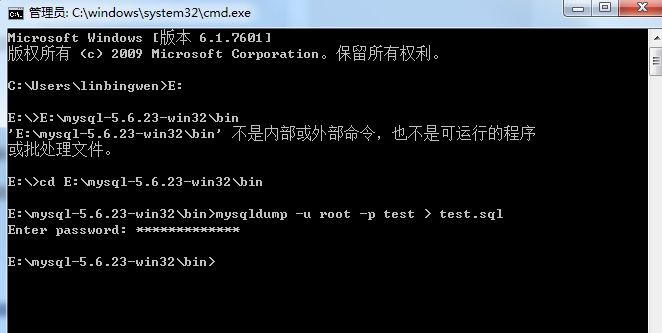 管理员: C:\windows\system32\cmd.exe
Microsoft Windows [版本 6.1.7601]
版权所有 (c) 2009 Microsoft Corporation。保留所有权利。
C:\Users\linbingwen>E:
E:\>E:\mysql-5.6.23-win32\bin
'E:\mysql-5.6.23-win32\bin' 不是内部或外部命令，也不是可运行的程序
或批处理文件。
E:\>cd E:\mysql-5.6.23-win32\bin
E:\mysql-5.6.23-win32\bin>mysqldump -u root -p test > test.sql
Enter password: *************
E:\mysql-5.6.23-win32\bin>